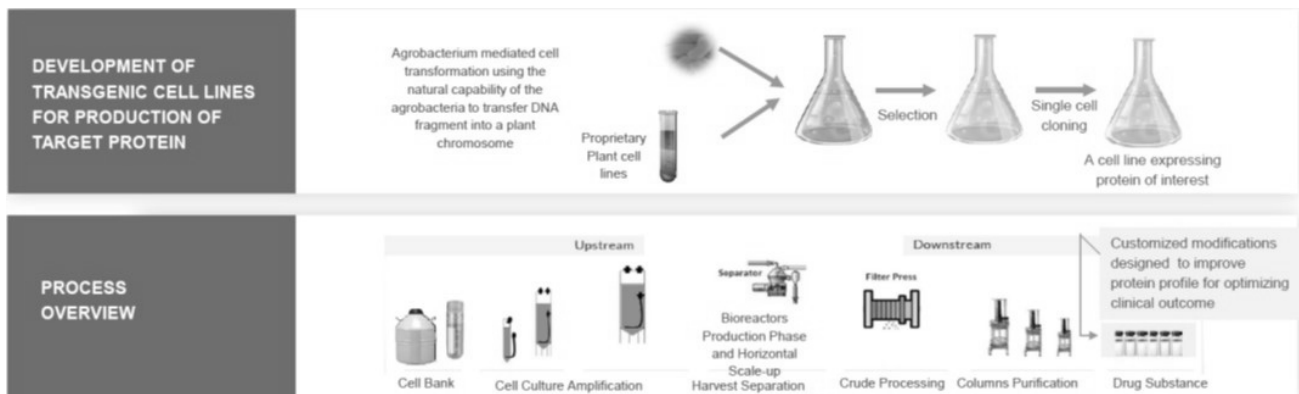 DEVELOPMENT OF
TRANSGENIC CELL LINES
FOR PRODUCTION OF
TARGET PROTEIN
Agrobacterium mediated cell
transformation using the
natural capability of the
agrobacteria to transfer DNA
fragment into a plant
chromosome
Proprietary
Plant cell
lines
Selection
Single cell
cloning
A cell line expressing
protein of interest
PROCESS
OVERVIEW
Upstream
Downstream
Customized modifications
designed to improve
protein profile for optimizing
clinical outcome
Separator
Filter Press
Bioreactors
Production Phase
and Horizontal
Scale-up
Cell Bank
Cell Culture Amplification
Harvest Separation
Crude Processing
Columns Purification
Drug Substance